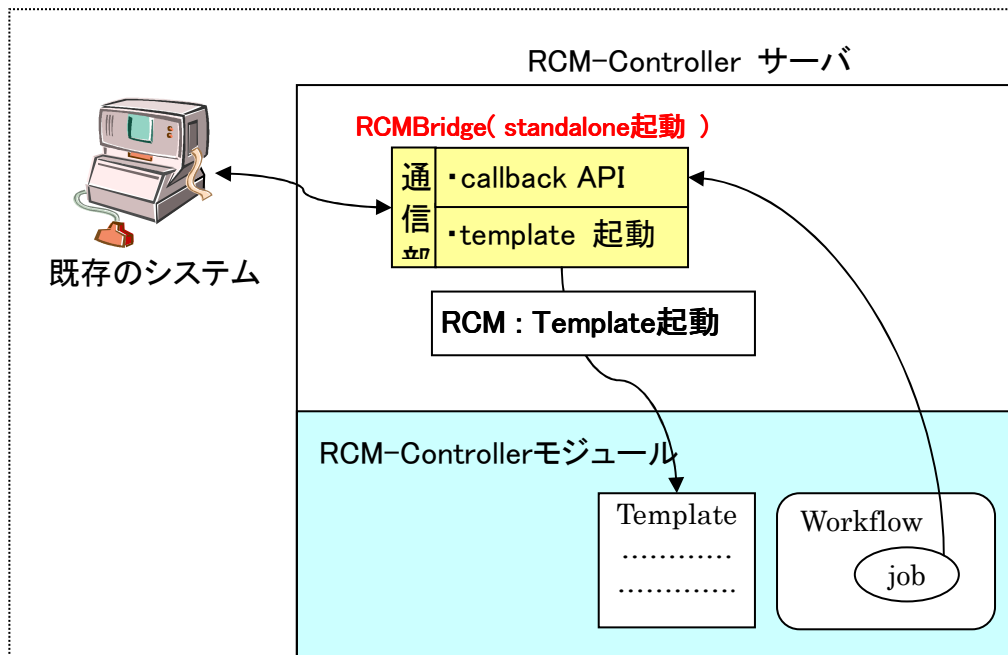 RCM-Controller サーバ
RCMBridge( standalone起動 )
通信部
・callback API
・template 起動
既存のシステム
RCM : Template起動
RCM-Controllerモジュール
Template
…………
………….
Workflow
job